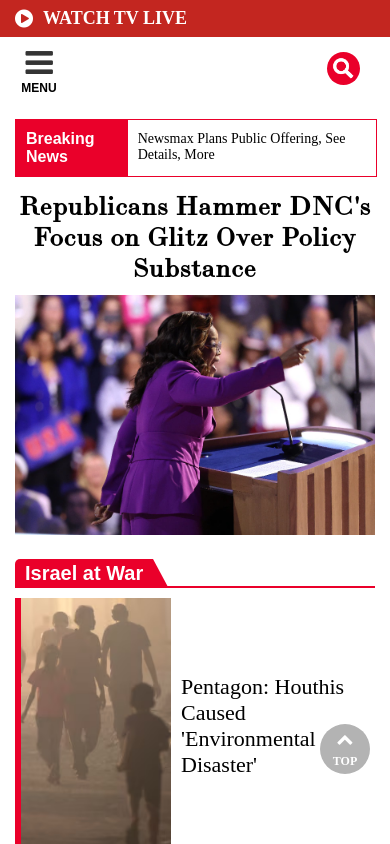 WATCH TV LIVE
MENU
Breaking
News
Newsmax Plans Public Offering, See
Details, More
Republicans Hammer DNC's
Focus on Glitz Over Policy
Substance
USA
Israel at War
Pentagon: Houthis
Caused
'Environmental
Disaster'
TOP